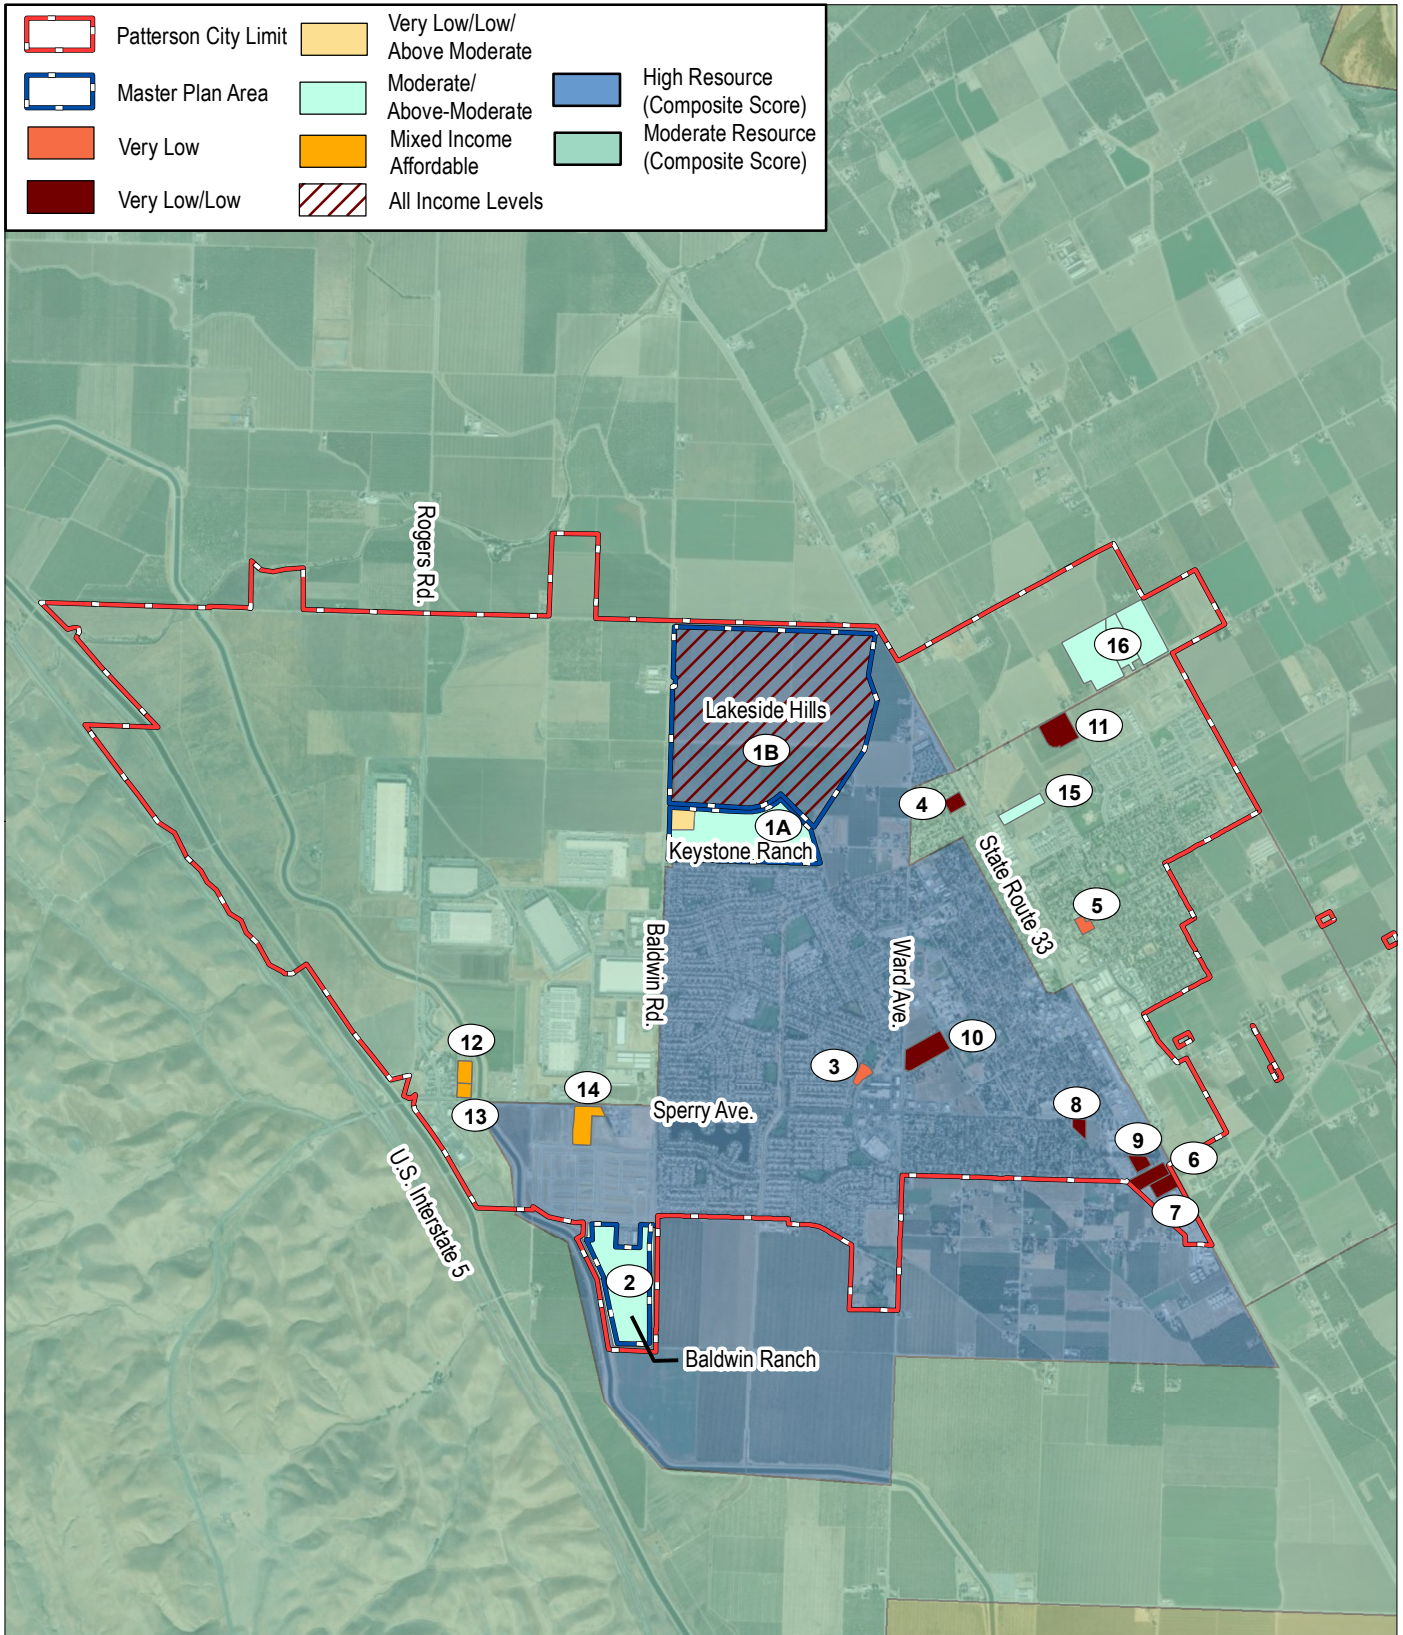 Patterson City Limit
Master Plan Area
Very Low
Very Low/Low
Very Low/Low/
Above Moderate
Moderate/
Above-Moderate
Mixed Income
Affordable
All Income Levels
High Resource
(Composite Score)
Moderate Resource
(Composite Score)
Rogers Rd.
16
Lakeside Hills
11
1B
15
4
1A
Keystone Ranch
State Route 33
5
Baldwin Rd.
Ward Ave.
12
10
3
14
13
Sperry Ave.
8
9
6
7
U.S. Interstate 5
2
Baldwin Ranch